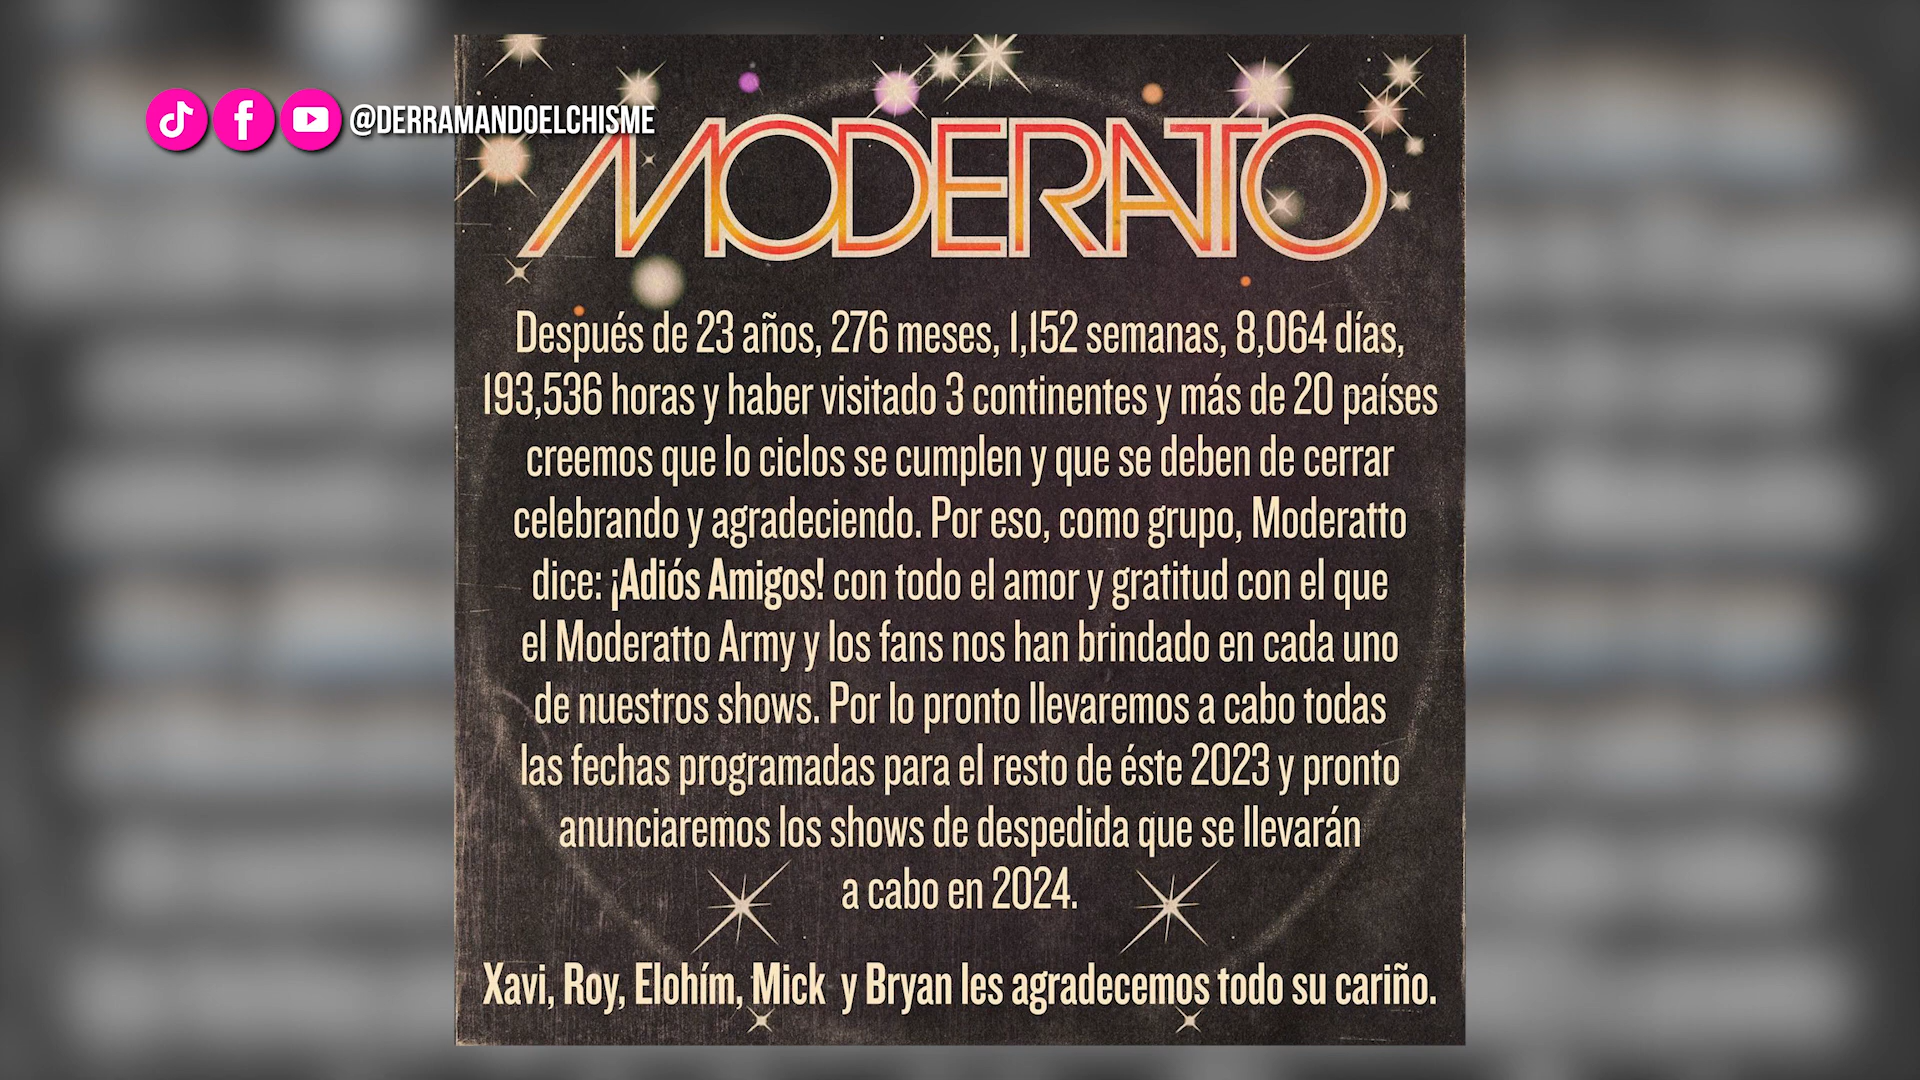 @DERRAMANDOELCHISME
MODERATTO
Después de 23 años, 276 meses, 1,152 semanas, 8,064 días,
193,536 horas y haber visitado 3 continentes y más de 20 países
creemos que lo ciclos se cumplen y que se deben de cerrar
celebrando y agradeciendo. Por eso, como grupo, Moderatto
dice: ¡Adiós Amigos! con todo el amor y gratitud con el que
el Moderatto Army y los fans nos han brindado en cada uno
de nuestros shows. Por lo pronto llevaremos a cabo todas
las fechas programadas para el resto de éste 2023 y pronto
anunciaremos los shows de despedida que se llevarán
a cabo en 2024.
Xavi, Roy, Elohím, Mick y Bryan les agradecemos todo su cariño.